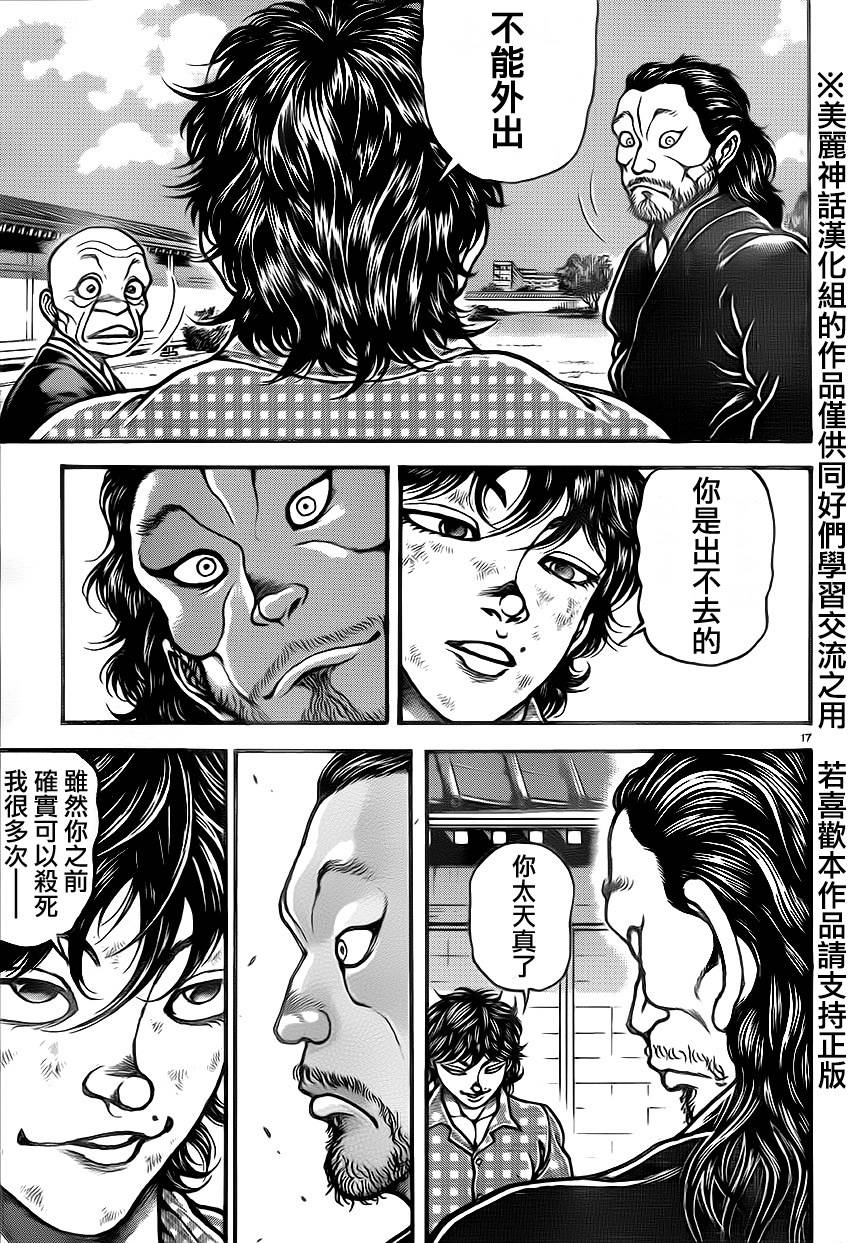 不能外出
你是出不去的
17
你太天真了
雖然你之前
確實可以殺死
我很多次──
※美麗神話漢化組的作品僅供同好們學習交流之用 若喜歡本作品請支持正版